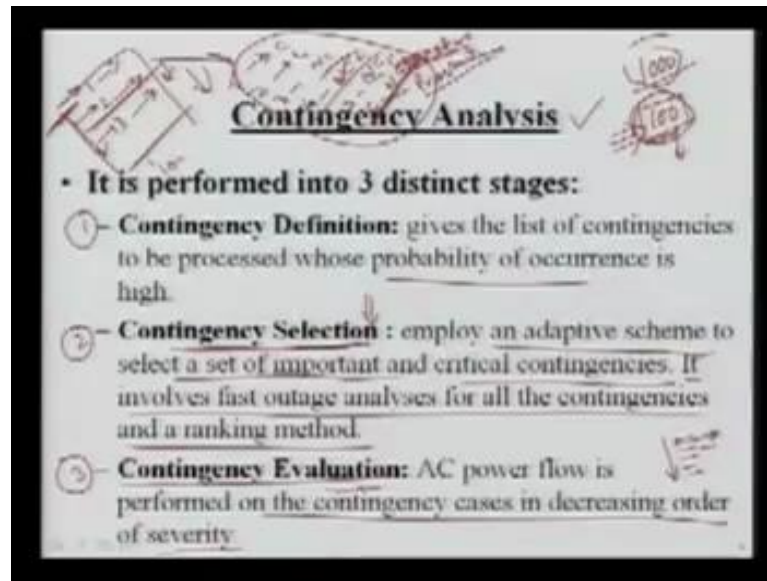 1000
100
Contingency Analysis
• It is performed into 3 distinct stages:
1 – Contingency Definition: gives the list of contingencies
to be processed whose probability of occurrence is
high.
2 – Contingency Selection : employ an adaptive scheme to
select a set of important and critical contingencies. It
involves fast outage analyses for all the contingencies
and a ranking method.
3 – Contingency Evaluation: AC power flow is
performed on the contingency cases in decreasing order
of severity